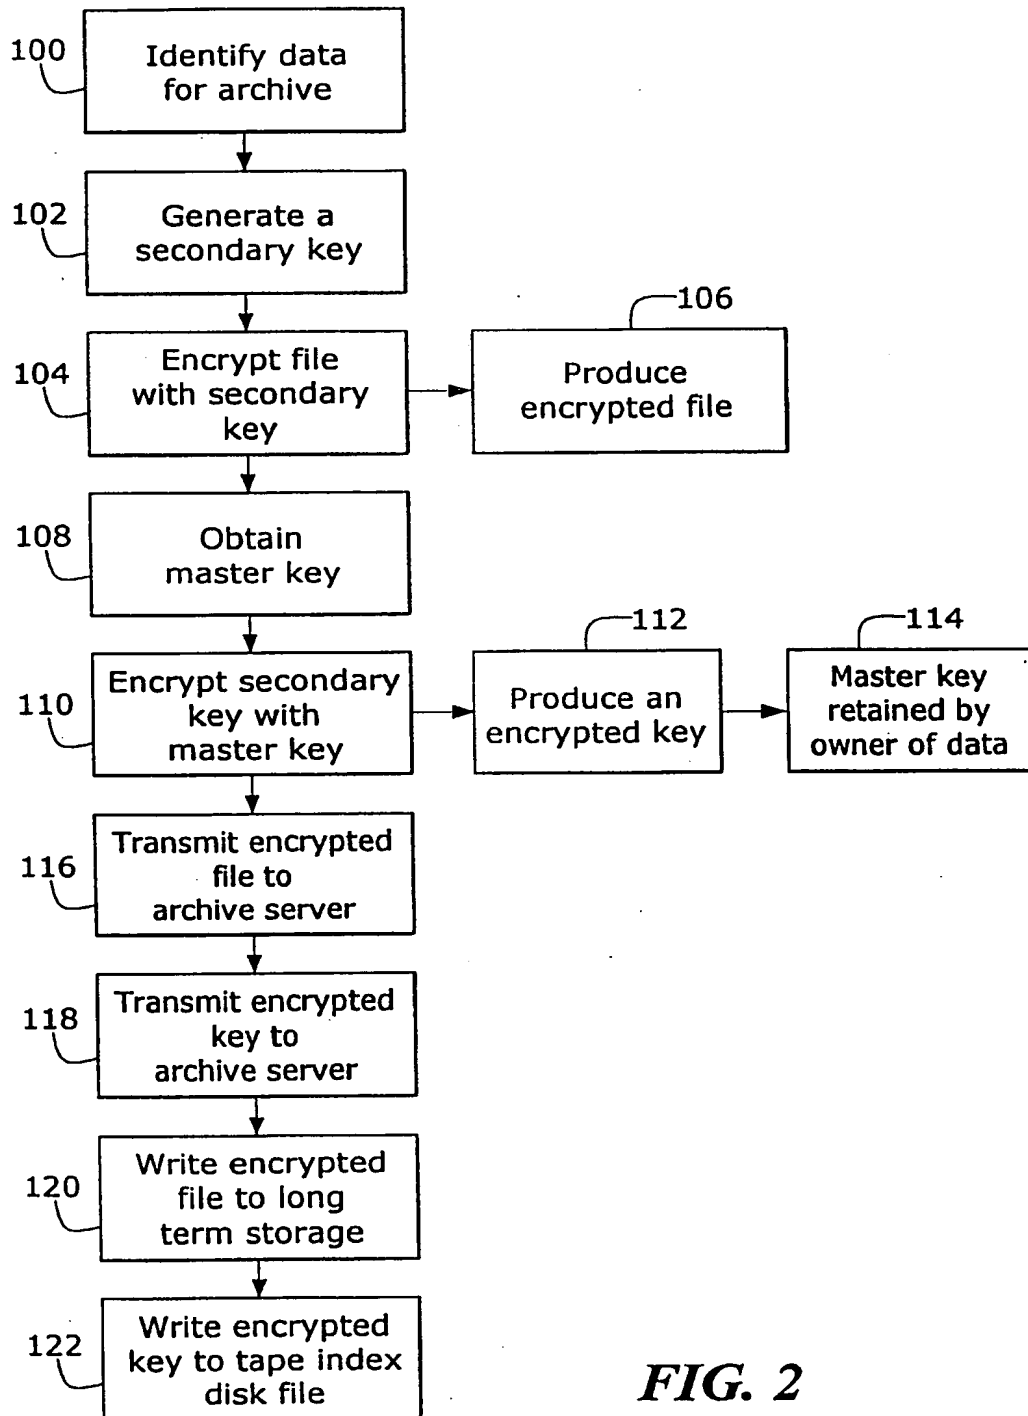 100
Identify data
for archive
102
Generate a
secondary key
104
Encrypt file
with secondary
key
106
Produce
encrypted file
108
Obtain
master key
110
Encrypt secondary
key with
master key
112
Produce an
encrypted key
114
Master key
retained by
owner of data
116
Transmit encrypted
file to
archive server
118
Transmit encrypted
key to
archive server
120
Write encrypted
file to long
term storage
122
Write encrypted
key to tape index
disk file
FIG. 2